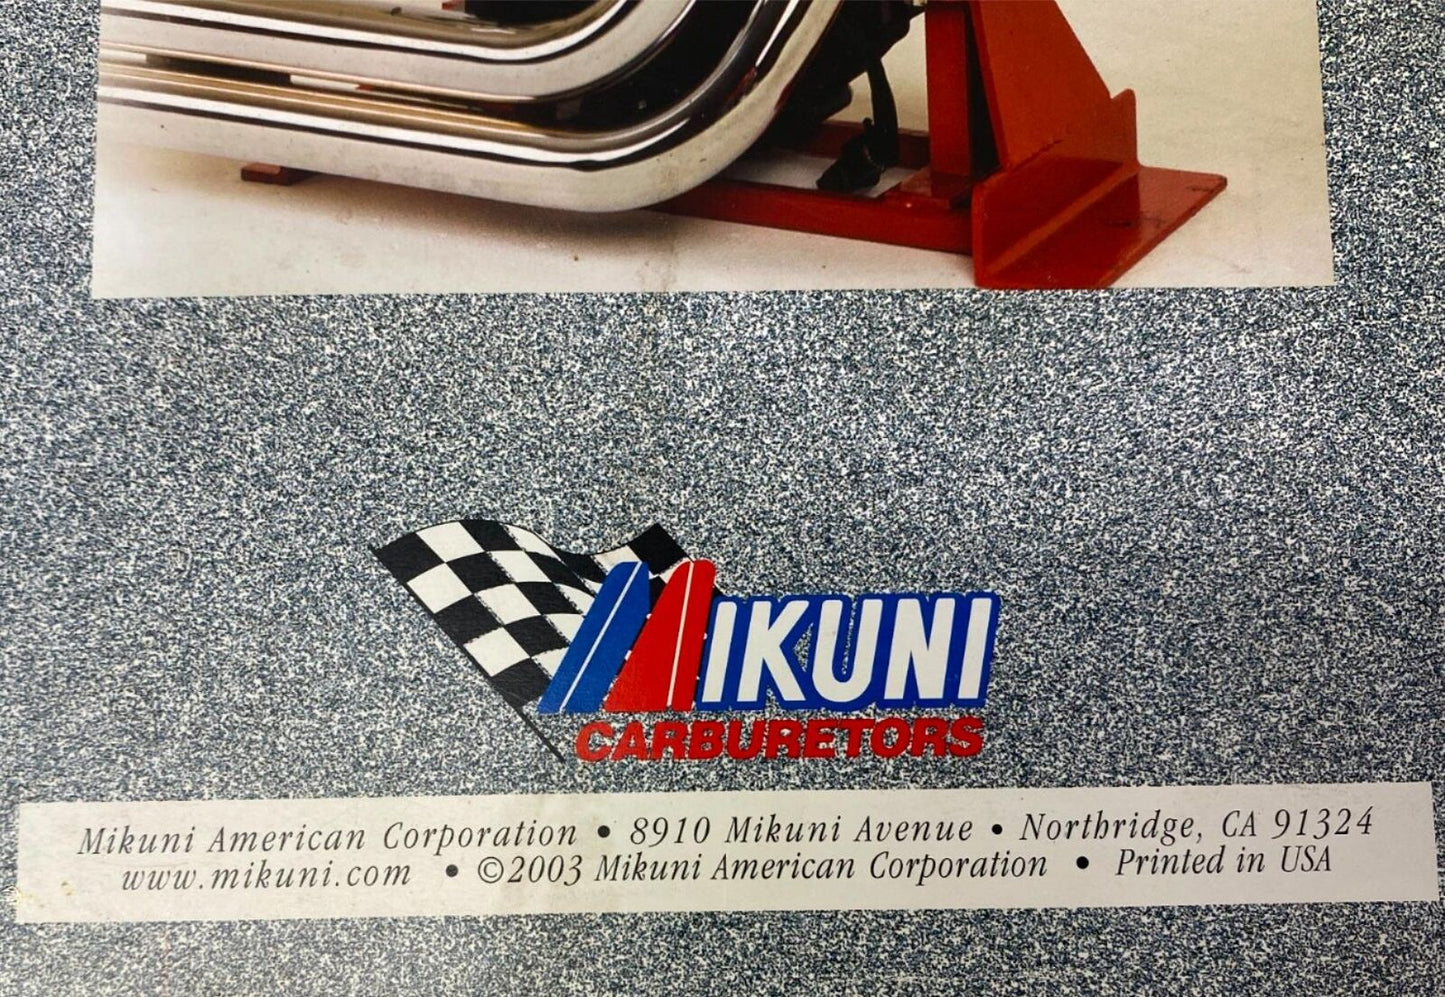 MIKUNI
CARBURETORS
Mikuni American Corporation • 8910 Mikuni Avenue • Northridge, CA 91324
www.mikuni.com • ©2003 Mikuni American Corporation • Printed in USA